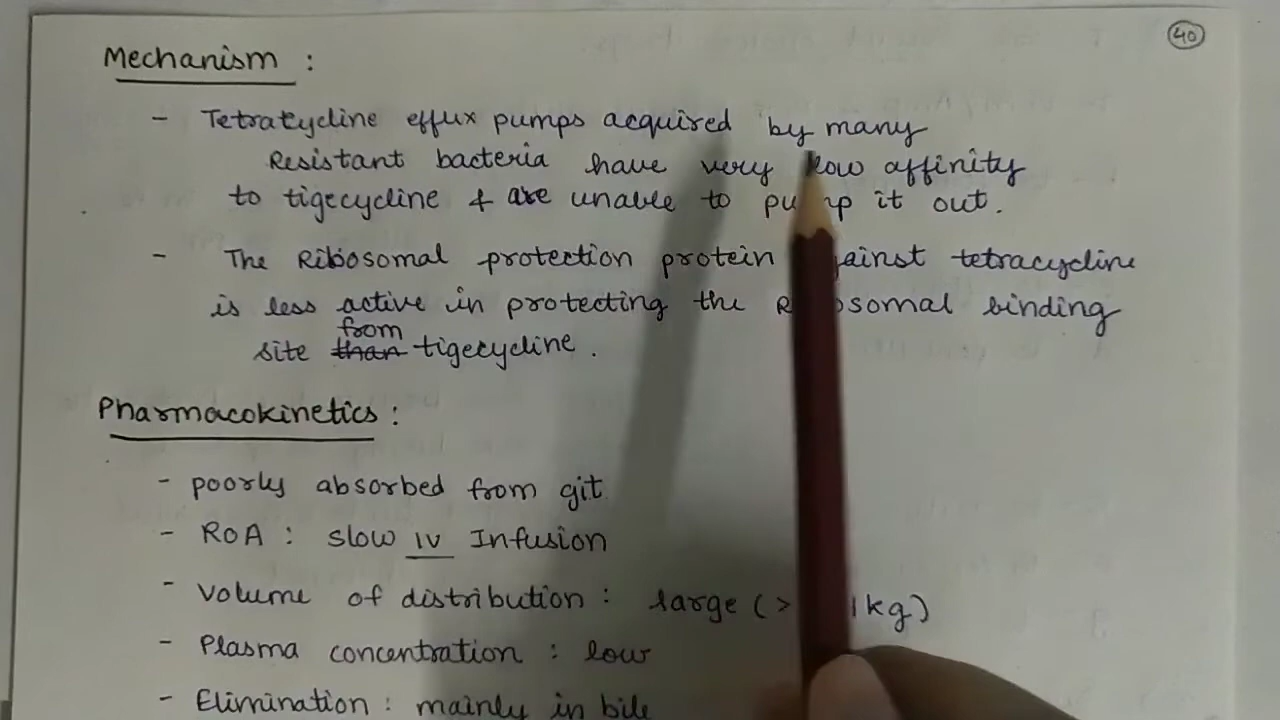 40
Mechanism :
- Tetracycline efflux pumps acquired by many
Resistant bacteria have very low affinity
to tigecycline & are unable to pump it out.
- The Ribosomal protection protein against tetracycline
is less active in protecting the Ribosomal binding
from
site than tigecycline .
Pharmacokinetics :
- poorly absorbed from git
- ROA : slow IV Infusion
- volume of distribution : large ( > kg )
- Plasma concentration : low
- Elimination : mainly in bile